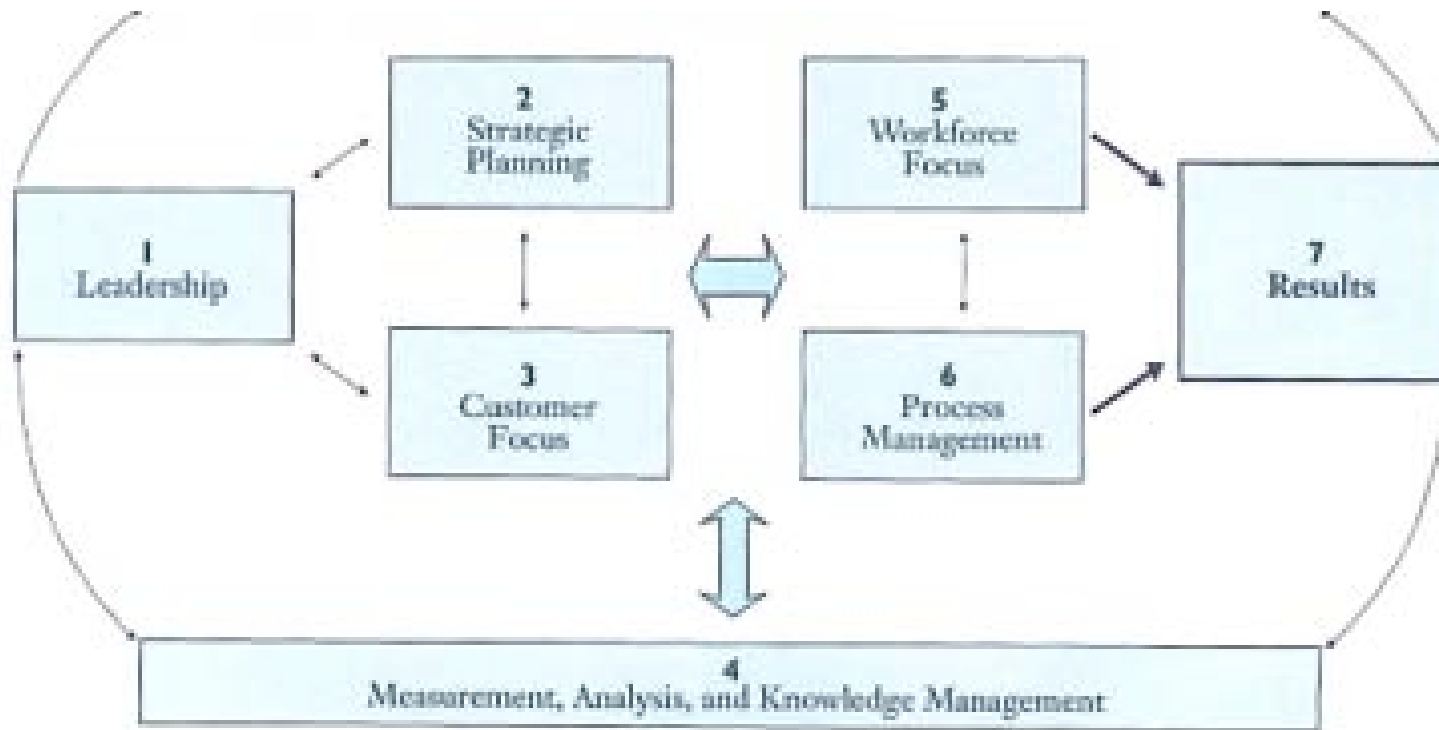 2
Strategic
Planning
5
Workforce
Focus
1
Leadership
7
Results
3
Customer
Focus
6
Process
Management
4
Measurement, Analysis, and Knowledge Management